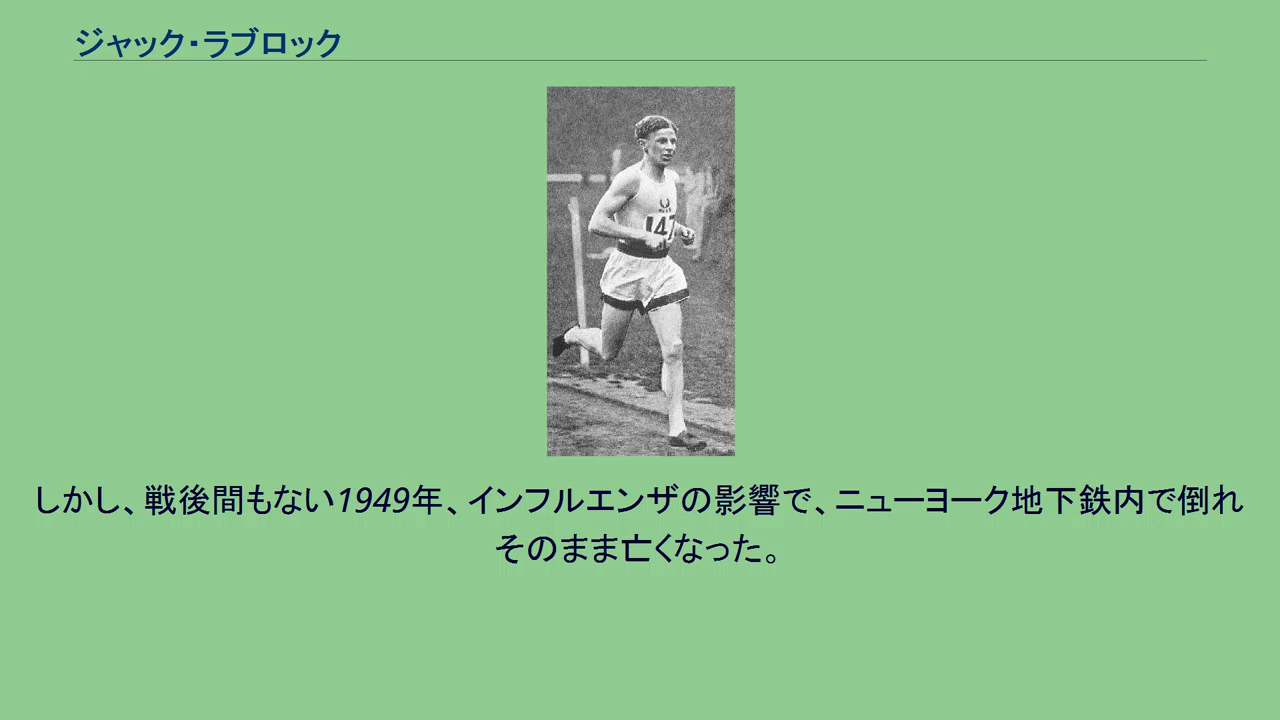 ジャック・ラブロック
147
しかし、戦後間もない1949年、インフルエンザの影響で、ニューヨーク地下鉄内で倒れ
そのまま亡くなった。